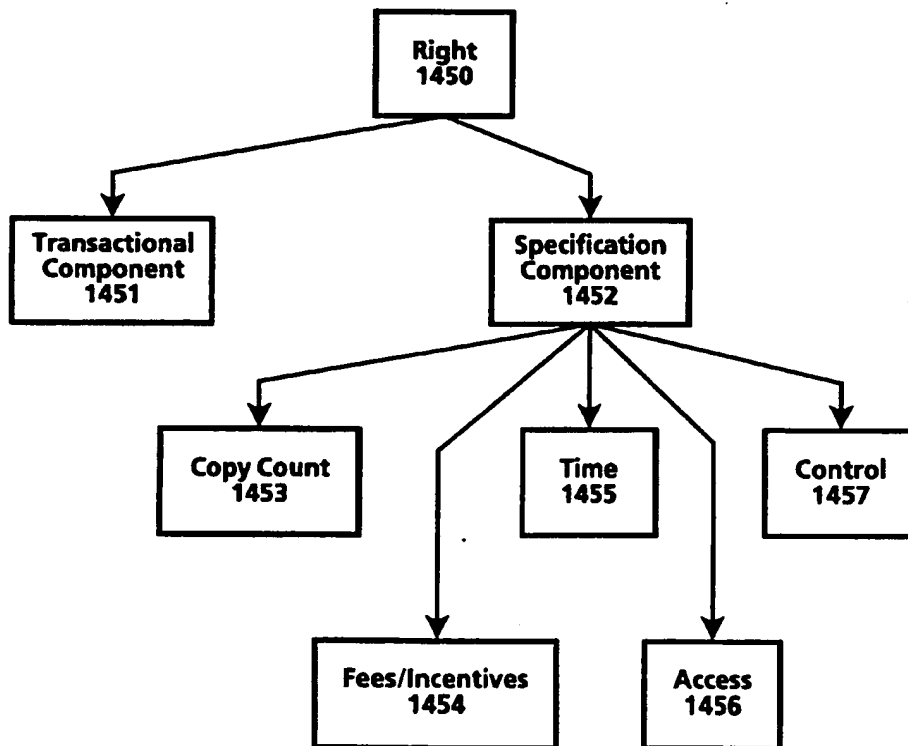 Right
1450
Transactional
Component
1451
Specification
Component
1452
Copy Count
1453
Time
1455
Control
1457
Fees/Incentives
1454
Access
1456